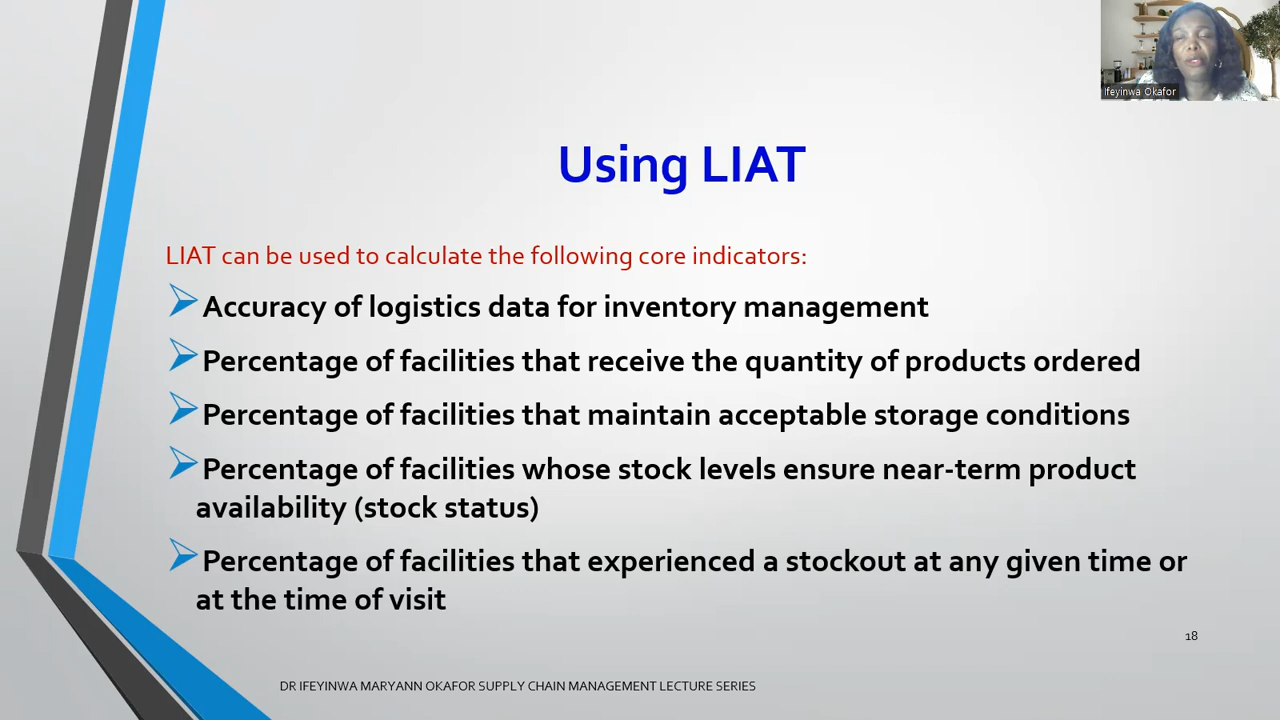 Ifeyinwa Okafor
Using LIAT
LIAT can be used to calculate the following core indicators:
Accuracy of logistics data for inventory management
Percentage of facilities that receive the quantity of products ordered
Percentage of facilities that maintain acceptable storage conditions
Percentage of facilities whose stock levels ensure near-term product
availability (stock status)
Percentage of facilities that experienced a stockout at any given time or
at the time of visit
18
DR IFEYINWA MARYANN OKAFOR SUPPLY CHAIN MANAGEMENT LECTURE SERIES